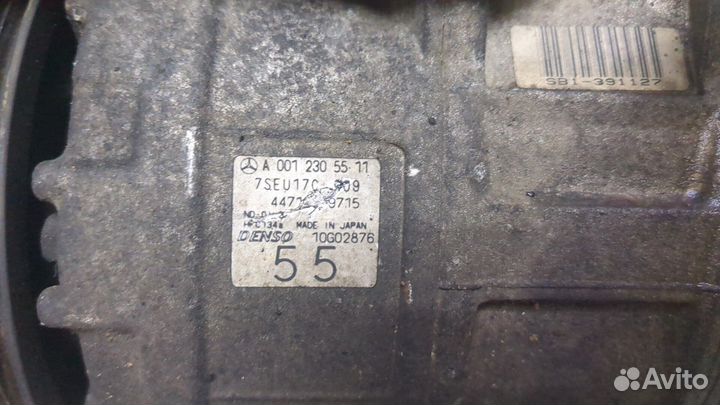 SBI-391127
A 001 230 55 11
7SEU17C
MADE IN JAPAN
DENSO 10G02876
55
Avito